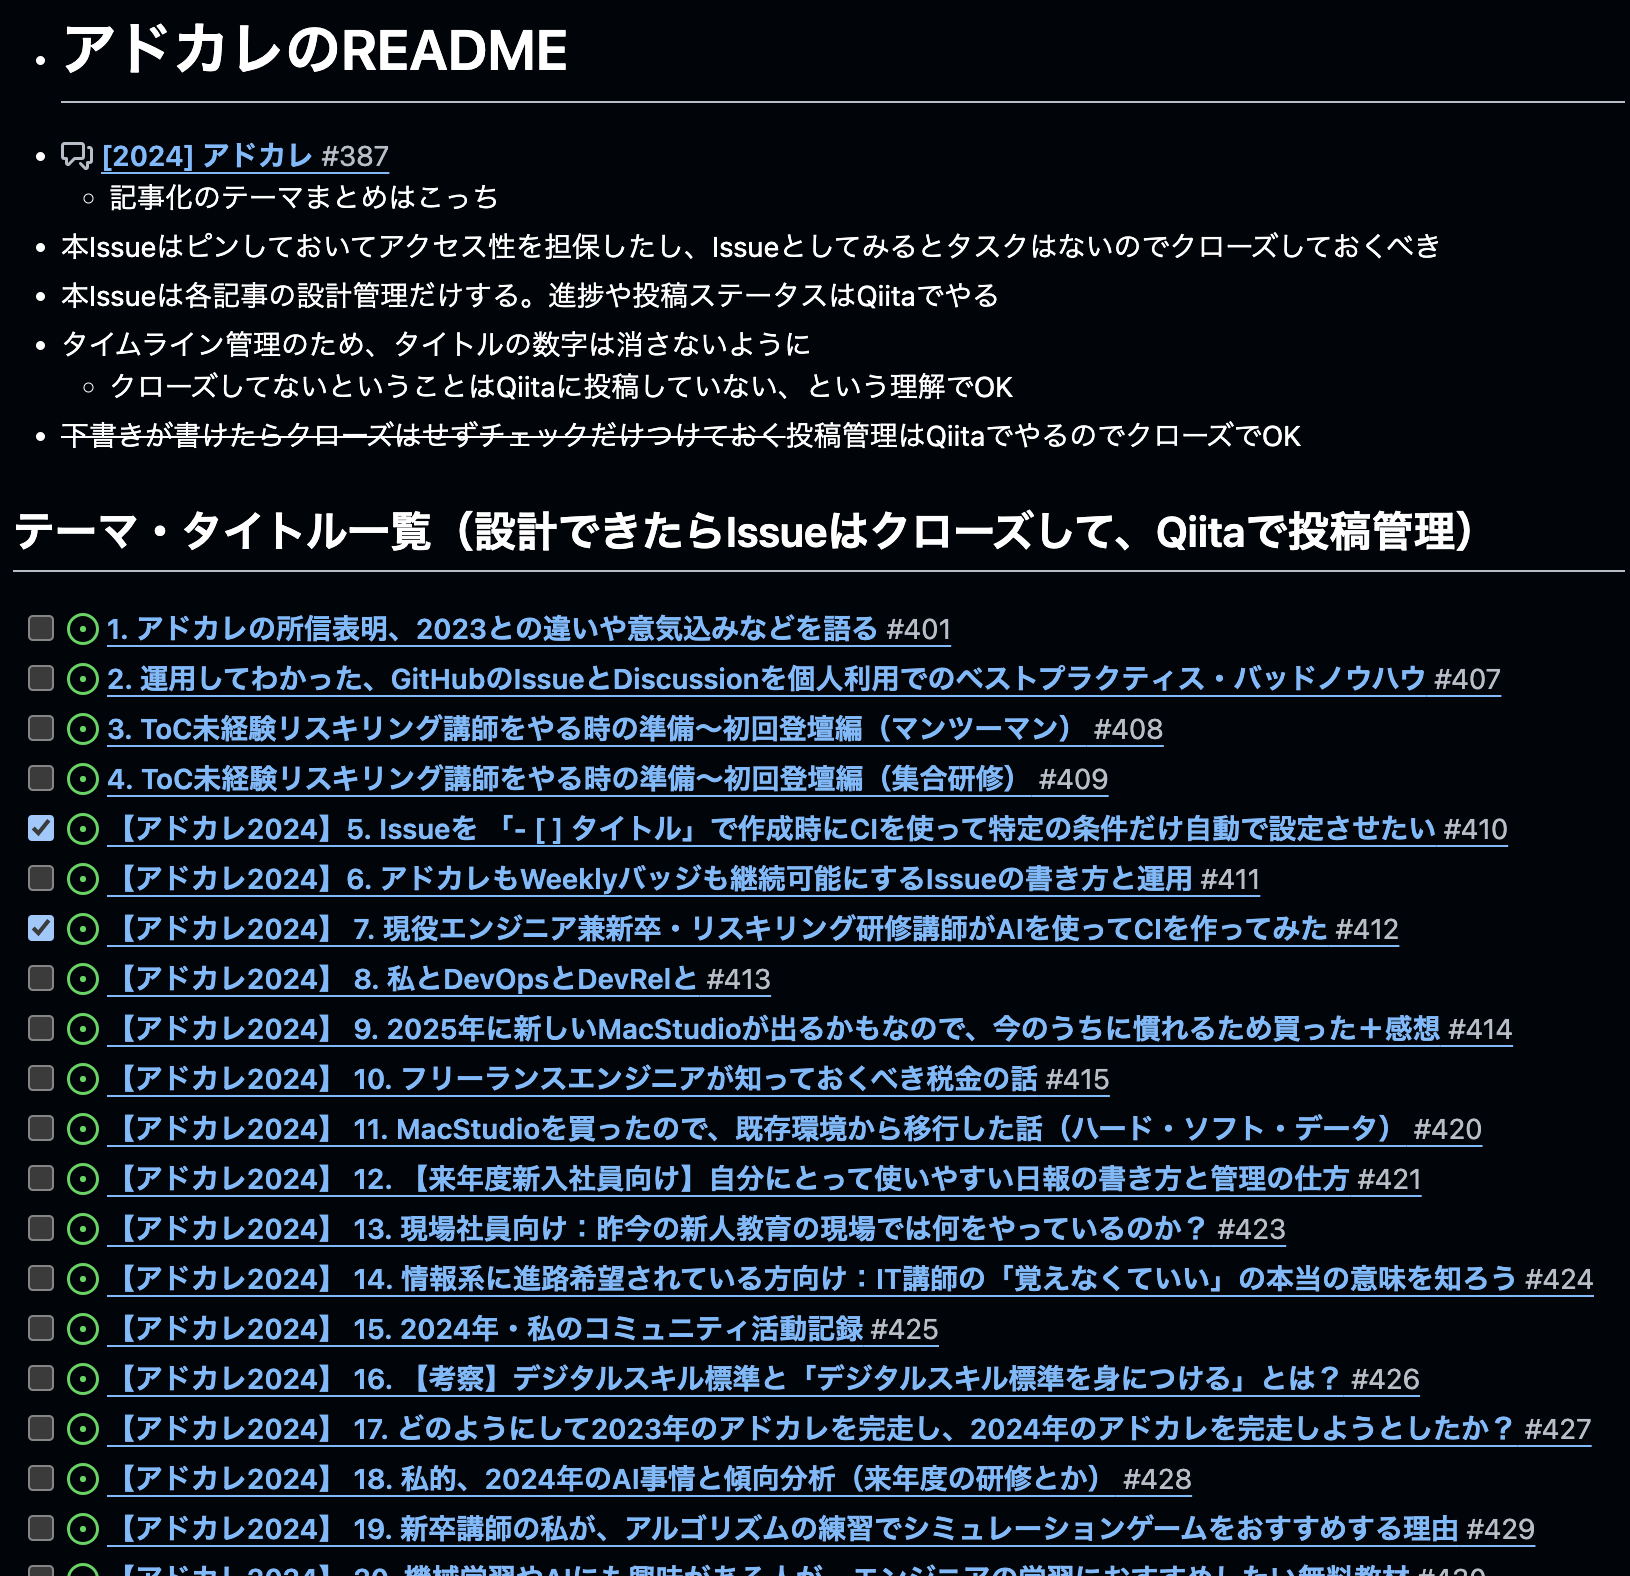 アドカレのREADME
[2024] アドカレ #387
記事化のテーマまとめはこっち
本Issueはピンしておいてアクセス性を担保したし、Issueとしてみるとタスクはないのでクローズしておくべき
本Issueは各記事の設計管理だけする。進捗や投稿ステータスはQiitaでやる
タイムライン管理のため、タイトルの数字は消さないように
クローズしてないということはQiitaに投稿していない、という理解でOK
下書きが書けたらクローズはせずチェックだけつけておく投稿管理はQiitaでやるのでクローズでOK
テーマ・タイトル一覧（設計できたらIssueはクローズして、Qiitaで投稿管理）
1. アドカレの所信表明、2023との違いや意気込みなどを語る #401
2. 運用してわかった、GitHubのIssueとDiscussionを個人利用でのベストプラクティス・バッドノウハウ #407
3. ToC未経験リスキリング講師をやる時の準備〜初回登壇編（マンツーマン） #408
4. ToC未経験リスキリング講師をやる時の準備〜初回登壇編（集合研修） #409
【アドカレ2024】5. Issueを 「- [ ] タイトル」で作成時にCIを使って特定の条件だけ自動で設定させたい #410
【アドカレ2024】6. アドカレもWeeklyバッジも継続可能にするIssueの書き方と運用 #411
【アドカレ2024】 7. 現役エンジニア兼新卒・リスキリング研修講師がAIを使ってCIを作ってみた #412
【アドカレ2024】 8. 私とDevOpsとDevRelと #413
【アドカレ2024】 9. 2025年に新しいMacStudioが出るかもなので、今のうちに慣れるため買った＋感想 #414
【アドカレ2024】 10. フリーランスエンジニアが知っておくべき税金の話 #415
【アドカレ2024】 11. MacStudioを買ったので、既存環境から移行した話（ハード・ソフト・データ） #420
【アドカレ2024】 12. 【来年度新入社員向け】自分にとって使いやすい日報の書き方と管理の仕方 #421
【アドカレ2024】 13. 現場社員向け：昨今の新人教育の現場では何をやっているのか？ #423
【アドカレ2024】 14. 情報系に進路希望されている方向け：IT講師の「覚えなくていい」の本当の意味を知ろう #424
【アドカレ2024】 15. 2024年・私のコミュニティ活動記録 #425
【アドカレ2024】 16. 【考察】デジタルスキル標準と「デジタルスキル標準を身につける」とは？ #426
【アドカレ2024】 17. どのようにして2023年のアドカレを完走し、2024年のアドカレを完走しようとしたか？ #427
【アドカレ2024】 18. 私的、2024年のAI事情と傾向分析（来年度の研修とか） #428
【アドカレ2024】 19. 新卒講師の私が、アルゴリズムの練習でシミュレーションゲームをおすすめする理由 #429
【アドカレ2024】 20. 機械学習やAIにも興味がある人が、エンジニアの学習におすすめしたい無料教材 #430